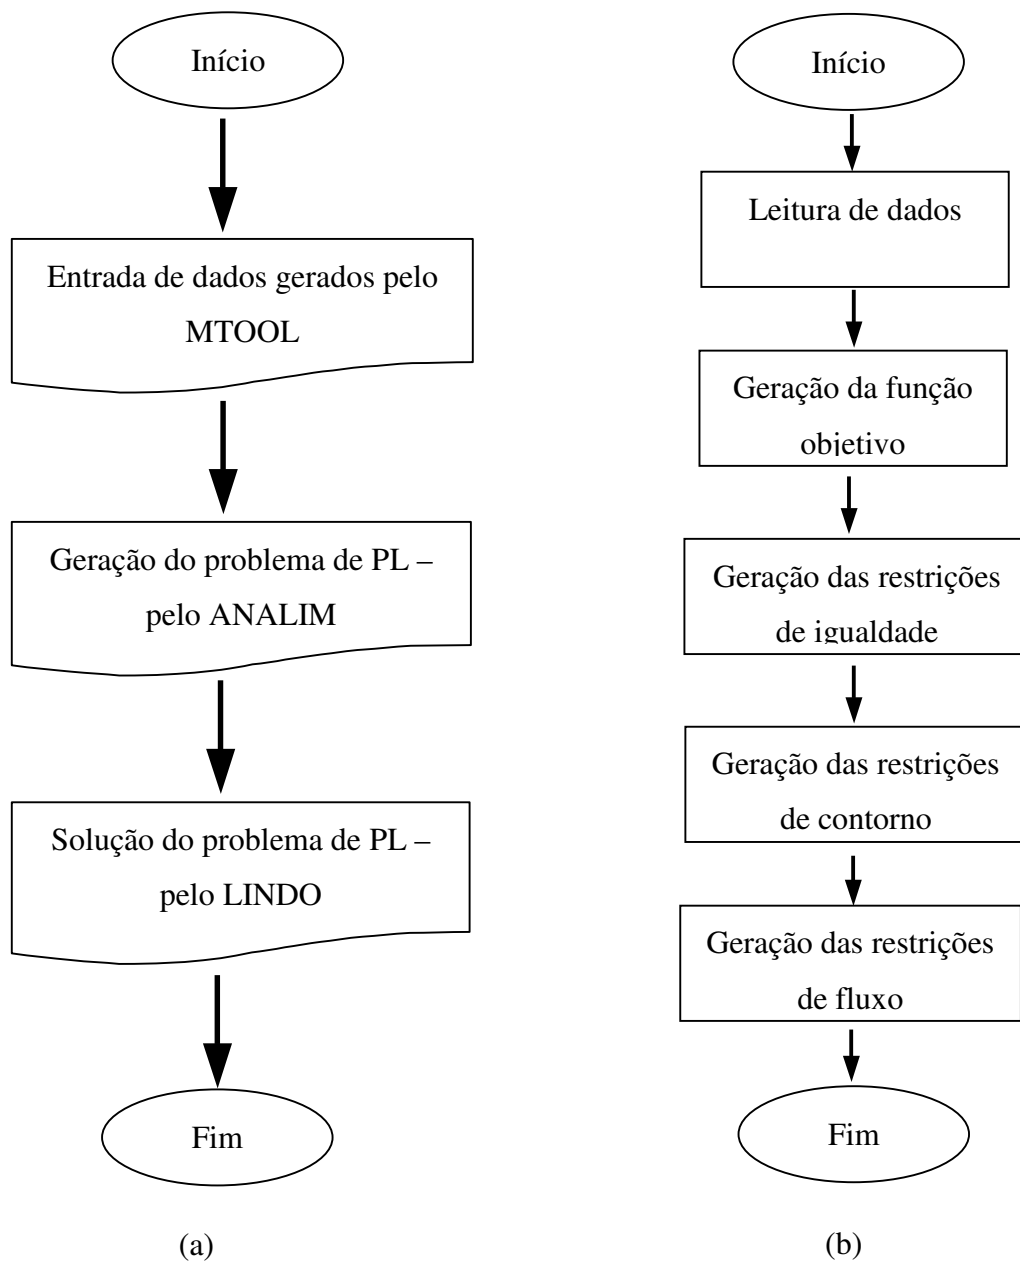 Início
Entrada de dados gerados pelo
MTOOL
Geração do problema de PL –
pelo ANALIM
Solução do problema de PL –
pelo LINDO
Fim
(a)
Início
Leitura de dados
Geração da função
objetivo
Geração das restrições
de igualdade
Geração das restrições
de contorno
Geração das restrições
de fluxo
Fim
(b)